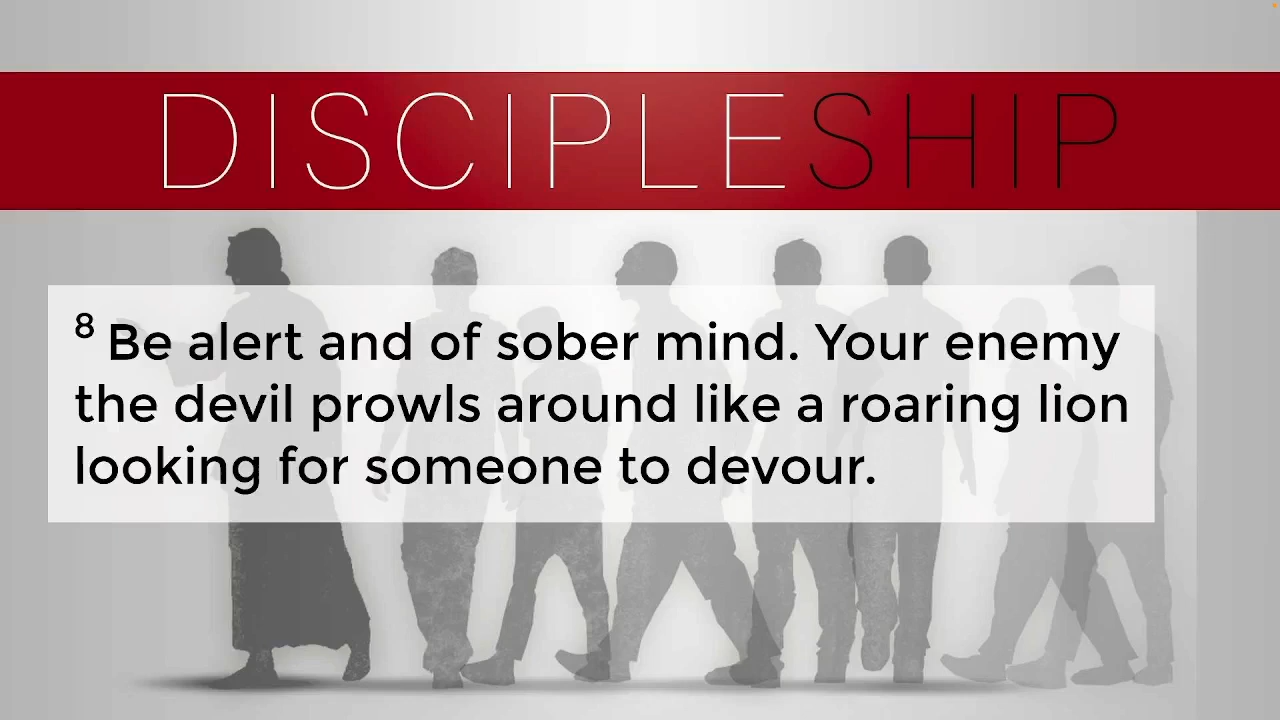 DISCIPLESHIP
8 Be alert and of sober mind. Your enemy
the devil prowls around like a roaring lion
looking for someone to devour.